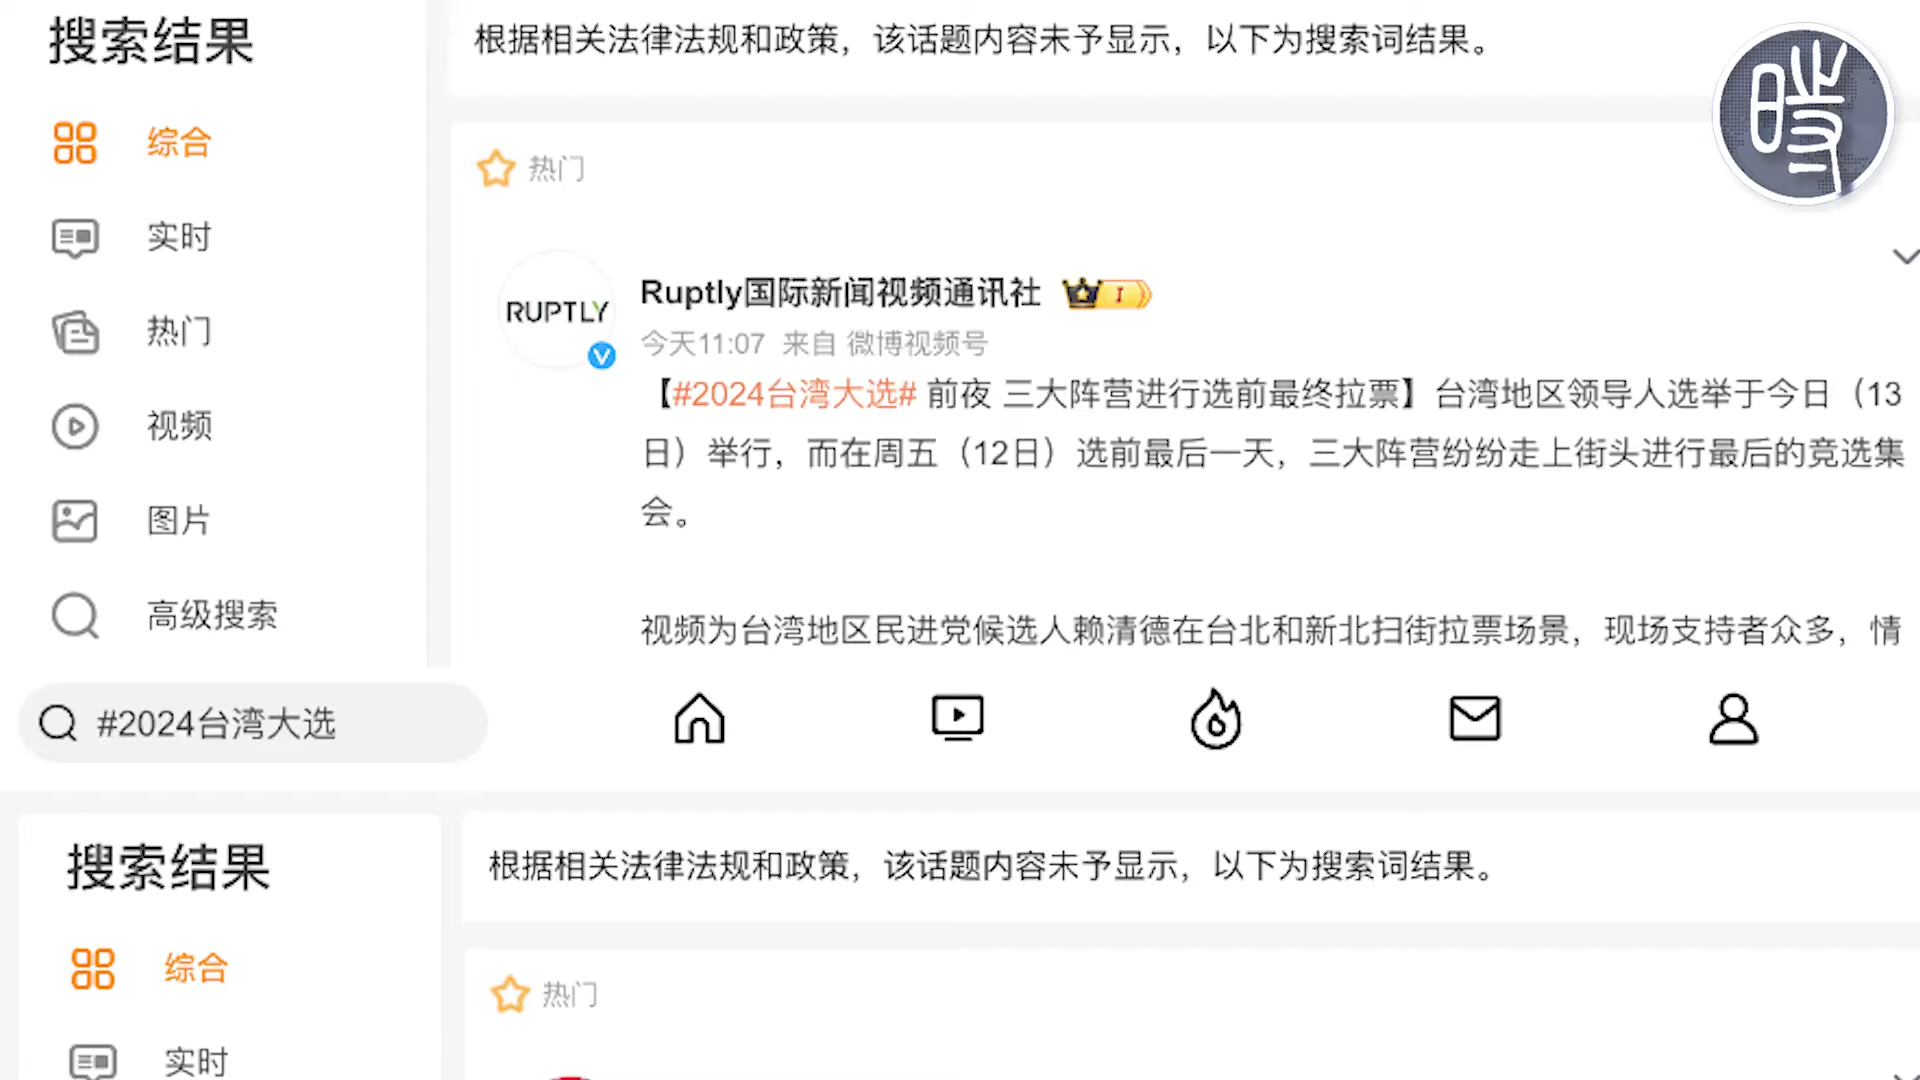 搜索结果
根据相关法律法规和政策，该话题内容未予显示，以下为搜索词结果。
時
综合
热门
实时
热门
视频
图片
高级搜索
RUPTLY
Ruptly国际新闻视频通讯社
I
今天11:07 来自 微博视频号
【#2024台湾大选# 前夜 三大阵营进行选前最终拉票】台湾地区领导人选举于今日（13
日）举行，而在周五（12日）选前最后一天，三大阵营纷纷走上街头进行最后的竞选集
会。
视频为台湾地区民进党候选人赖清德在台北和新北扫街拉票场景，现场支持者众多，情
#2024台湾大选
搜索结果
根据相关法律法规和政策，该话题内容未予显示，以下为搜索词结果。
综合
热门
实时